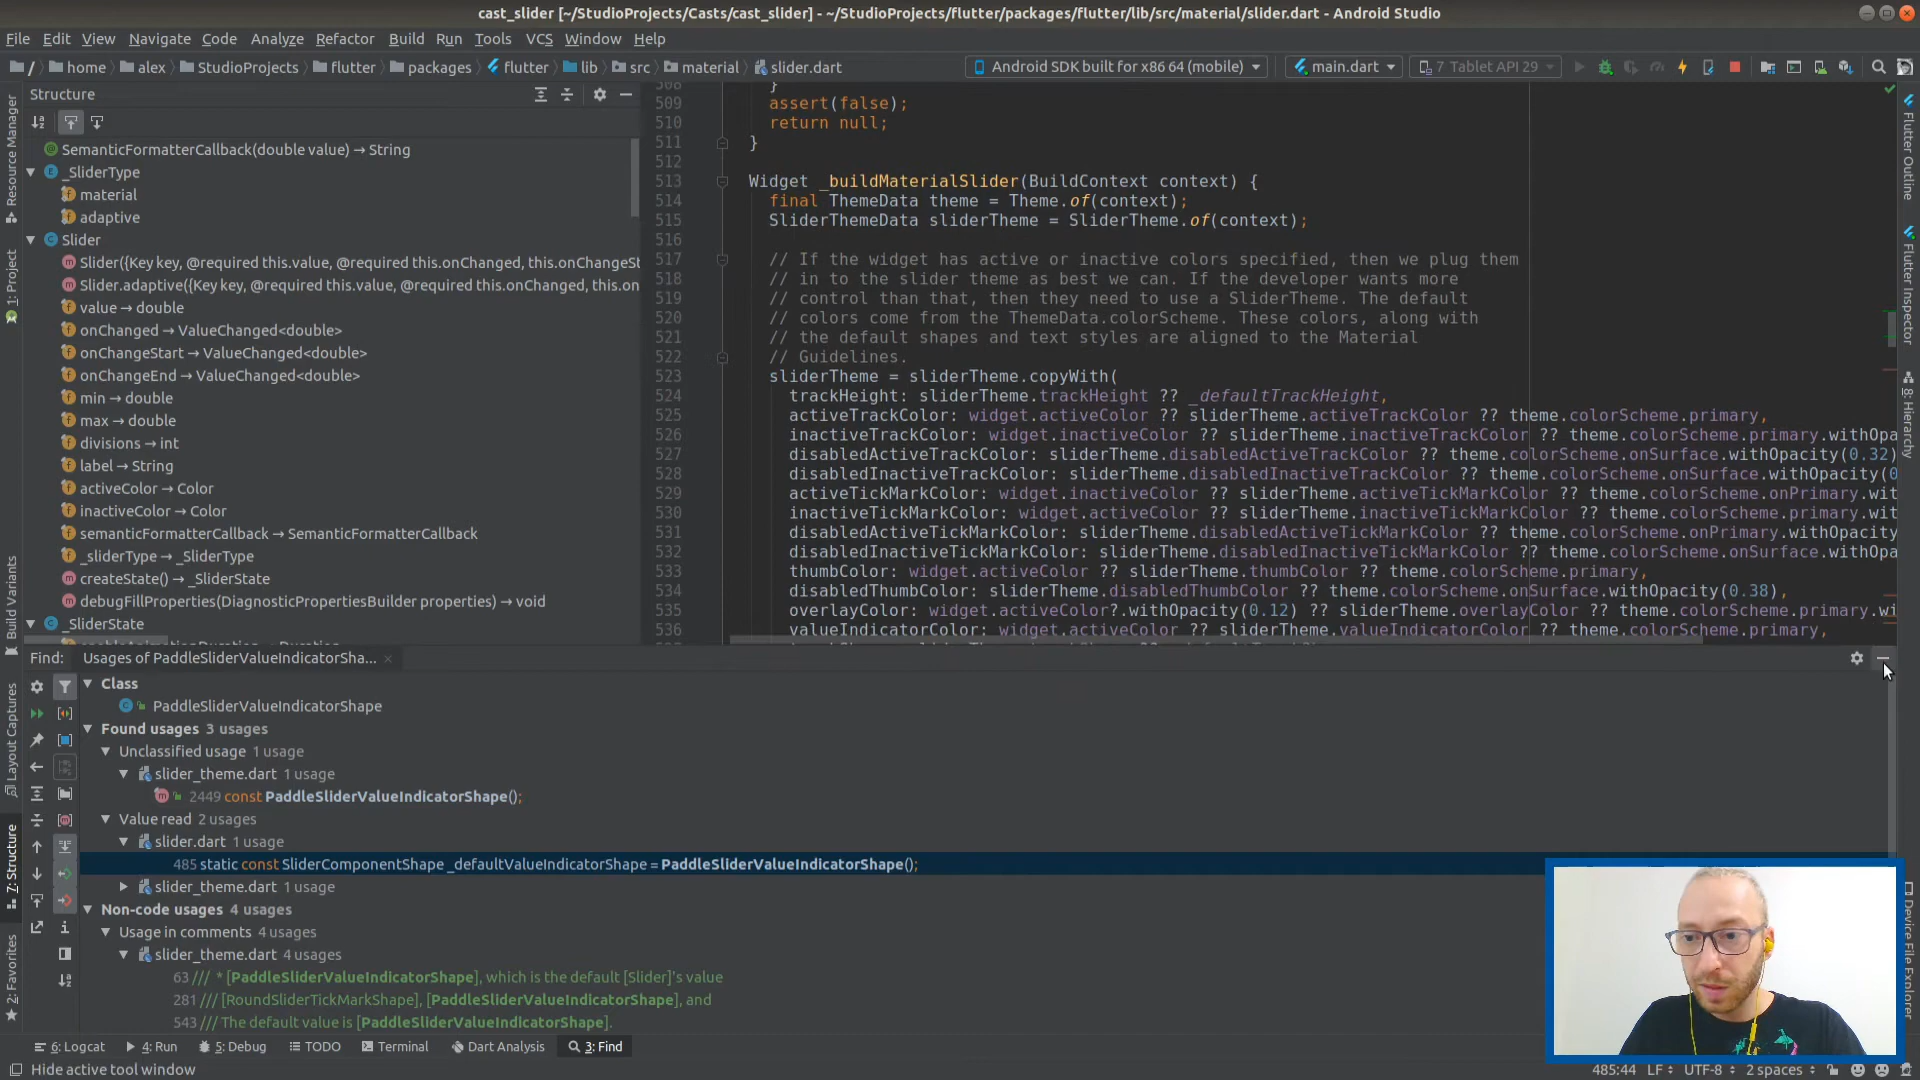 cast_slider [~/StudioProjects/Casts/cast_slider] - ~/StudioProjects/flutter/packages/flutter/lib/src/material/slider.dart - Android Studio
File Edit View Navigate Code Analyze Refactor Build Run Tools VCS Window Help
/ home alex StudioProjects flutter packages flutter lib src material slider.dart Android SDK built for x86 64 (mobile) main.dart 7 Tablet API 29
Structure
SemanticFormatterCallback(double value) → String
_SliderType
material
adaptive
Slider
Slider({Key key, @required this.value, @required this.onChanged, this.onChangeSt
Slider.adaptive({Key key, @required this.value, @required this.onChanged, this.on
value → double
onChanged → ValueChanged<double>
onChangeStart → ValueChanged<double>
onChangeEnd → ValueChanged<double>
min → double
max → double
divisions → int
label → String
activeColor → Color
inactiveColor → Color
semanticFormatterCallback → SemanticFormatterCallback
_sliderType → _SliderType
createState() → _SliderState
debugFillProperties(DiagnosticPropertiesBuilder properties) → void
_SliderState
508 }
509 assert(false);
510 return null;
511 }
512
513 Widget _buildMaterialSlider(BuildContext context) {
514 final ThemeData theme = Theme.of(context);
515 SliderThemeData sliderTheme = SliderTheme.of(context);
516
517 // If the widget has active or inactive colors specified, then we plug them
518 // in to the slider theme as best we can. If the developer wants more
519 // control than that, then they need to use a SliderTheme. The default
520 // colors come from the ThemeData.colorScheme. These colors, along with
521 // the default shapes and text styles are aligned to the Material
522 // Guidelines.
523 sliderTheme = sliderTheme.copyWith(
524 trackHeight: sliderTheme.trackHeight ?? _defaultTrackHeight,
525 activeTrackColor: widget.activeColor ?? sliderTheme.activeTrackColor ?? theme.colorScheme.primary,
526 inactiveTrackColor: widget.inactiveColor ?? sliderTheme.inactiveTrackColor ?? theme.colorScheme.primary.withOpa
527 disabledActiveTrackColor: sliderTheme.disabledActiveTrackColor ?? theme.colorScheme.onSurface.withOpacity(0.32)
528 disabledInactiveTrackColor: sliderTheme.disabledInactiveTrackColor ?? theme.colorScheme.onSurface.withOpacity(0
529 activeTickMarkColor: widget.inactiveColor ?? sliderTheme.activeTickMarkColor ?? theme.colorScheme.onPrimary.wit
530 inactiveTickMarkColor: widget.activeColor ?? sliderTheme.inactiveTickMarkColor ?? theme.colorScheme.primary.wit
531 disabledActiveTickMarkColor: sliderTheme.disabledActiveTickMarkColor ?? theme.colorScheme.onPrimary.withOpacity
532 disabledInactiveTickMarkColor: sliderTheme.disabledInactiveTickMarkColor ?? theme.colorScheme.onSurface.withOpa
533 thumbColor: widget.activeColor ?? sliderTheme.thumbColor ?? theme.colorScheme.primary,
534 disabledThumbColor: sliderTheme.disabledThumbColor ?? theme.colorScheme.onSurface.withOpacity(0.38),
535 overlayColor: widget.activeColor?.withOpacity(0.12) ?? sliderTheme.overlayColor ?? theme.colorScheme.primary.wi
536 valueIndicatorColor: widget.activeColor ?? sliderTheme.valueIndicatorColor ?? theme.colorScheme.primary,
Find: Usages of PaddleSliderValueIndicatorSha...
Class
PaddleSliderValueIndicatorShape
Found usages 3 usages
Unclassified usage 1 usage
slider_theme.dart 1 usage
2449 const PaddleSliderValueIndicatorShape();
Value read 2 usages
slider.dart 1 usage
485 static const SliderComponentShape _defaultValueIndicatorShape = PaddleSliderValueIndicatorShape();
slider_theme.dart 1 usage
Non-code usages 4 usages
Usage in comments 4 usages
slider_theme.dart 4 usages
63 /// * [PaddleSliderValueIndicatorShape], which is the default [Slider]'s value
281 /// [RoundSliderTickMarkShape], [PaddleSliderValueIndicatorShape], and
543 /// The default value is [PaddleSliderValueIndicatorShape].
Resource Manager
1: Project
Build Variants
Layout Captures
7: Structure
2: Favorites
Flutter Outline
Flutter Inspector
8: Hierarchy
Device File Explorer
6: Logcat 4: Run 5: Debug TODO Terminal Dart Analysis 3: Find
Hide active tool window 485:44 LF UTF-8 2 spaces